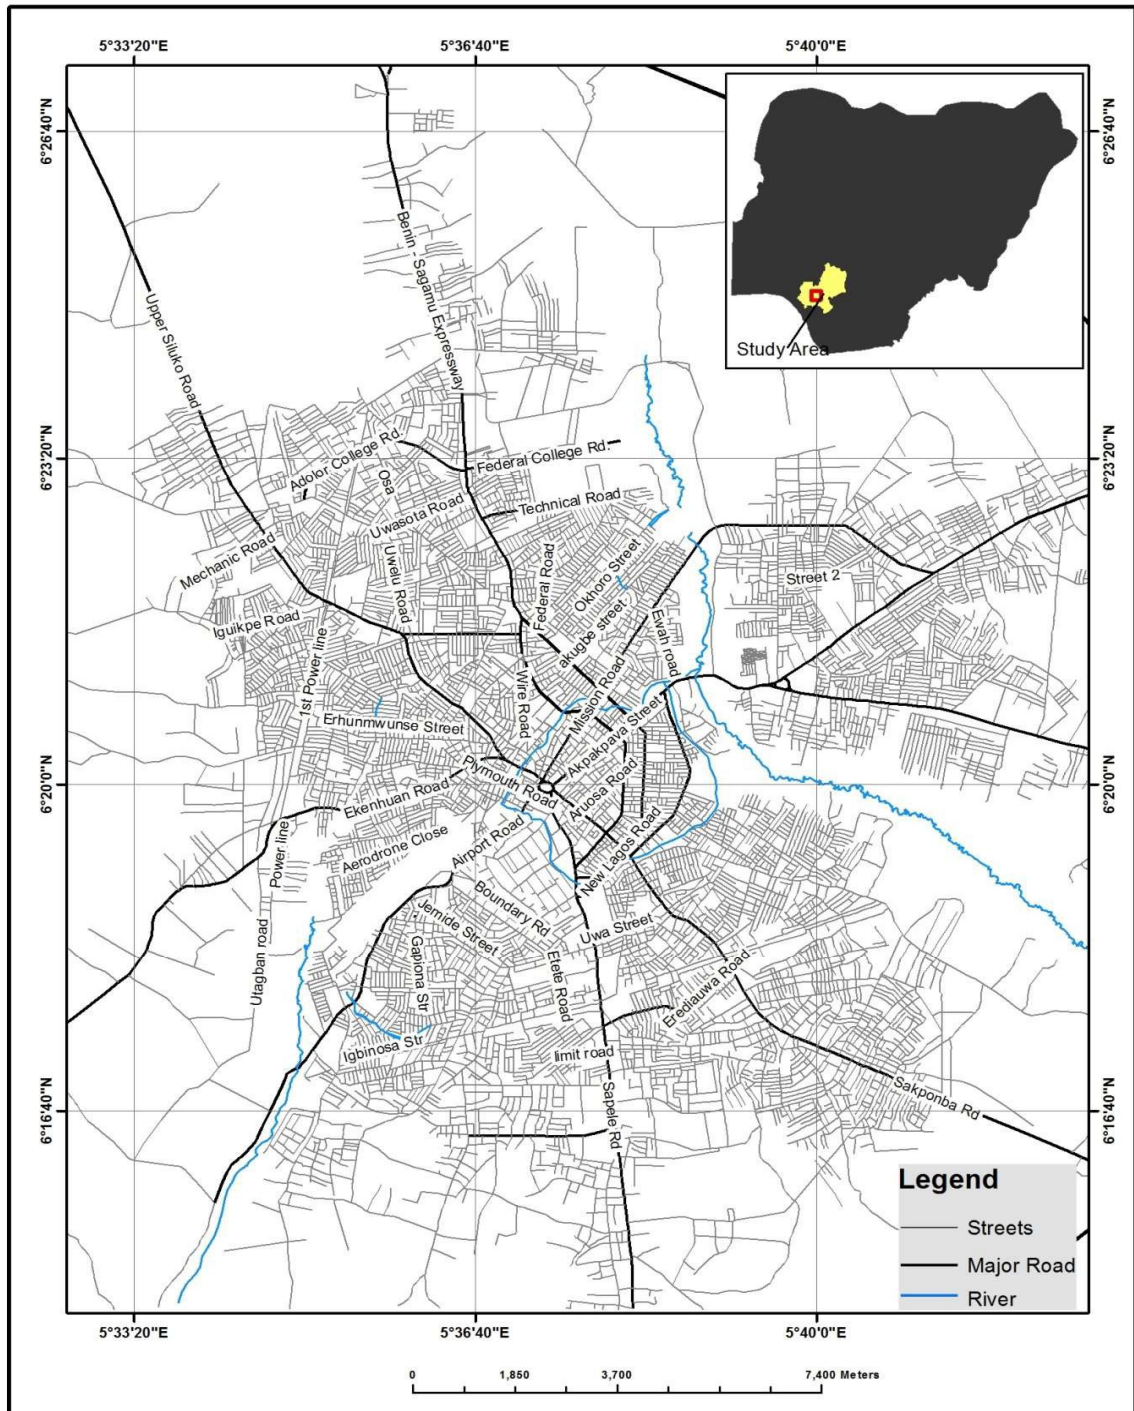 5°33'20"E
5°36'40"E
5°40'0"E
6°26'40"N
6°26'40"N
Study Area
Benin - Sagamu Expressway
Upper Siluko Road
6°23'20"N
6°23'20"N
Adolor College Rd.
Federal College Rd.
Osa
Uwasota Road
Technical Road
Mechanic Road
Uwelu Road
Federal Road
Okhoro Street
Street 2
Iguikpe Road
akugbe street
Ewah road
1st Power line
Wire Road
Mission Road
Erhunmwunse Street
Akpakpava Street
6°20'0"N
6°20'0"N
Plymouth Road
Ekenhuan Road
Aruosa Road
Power line
Aerodrone Close
Airport Road
New Lagos Road
Boundary Rd
Jemide Street
Uwa Street
Utagban road
Gapiona Str
Etete Road
Erediauwa Road
Igbinosa Str
limit road
6°16'40"N
6°16'40"N
Sapele Rd
Sakponba Rd
Legend
Streets
Major Road
River
5°33'20"E
5°36'40"E
5°40'0"E
0 1,850 3,700 7,400 Meters